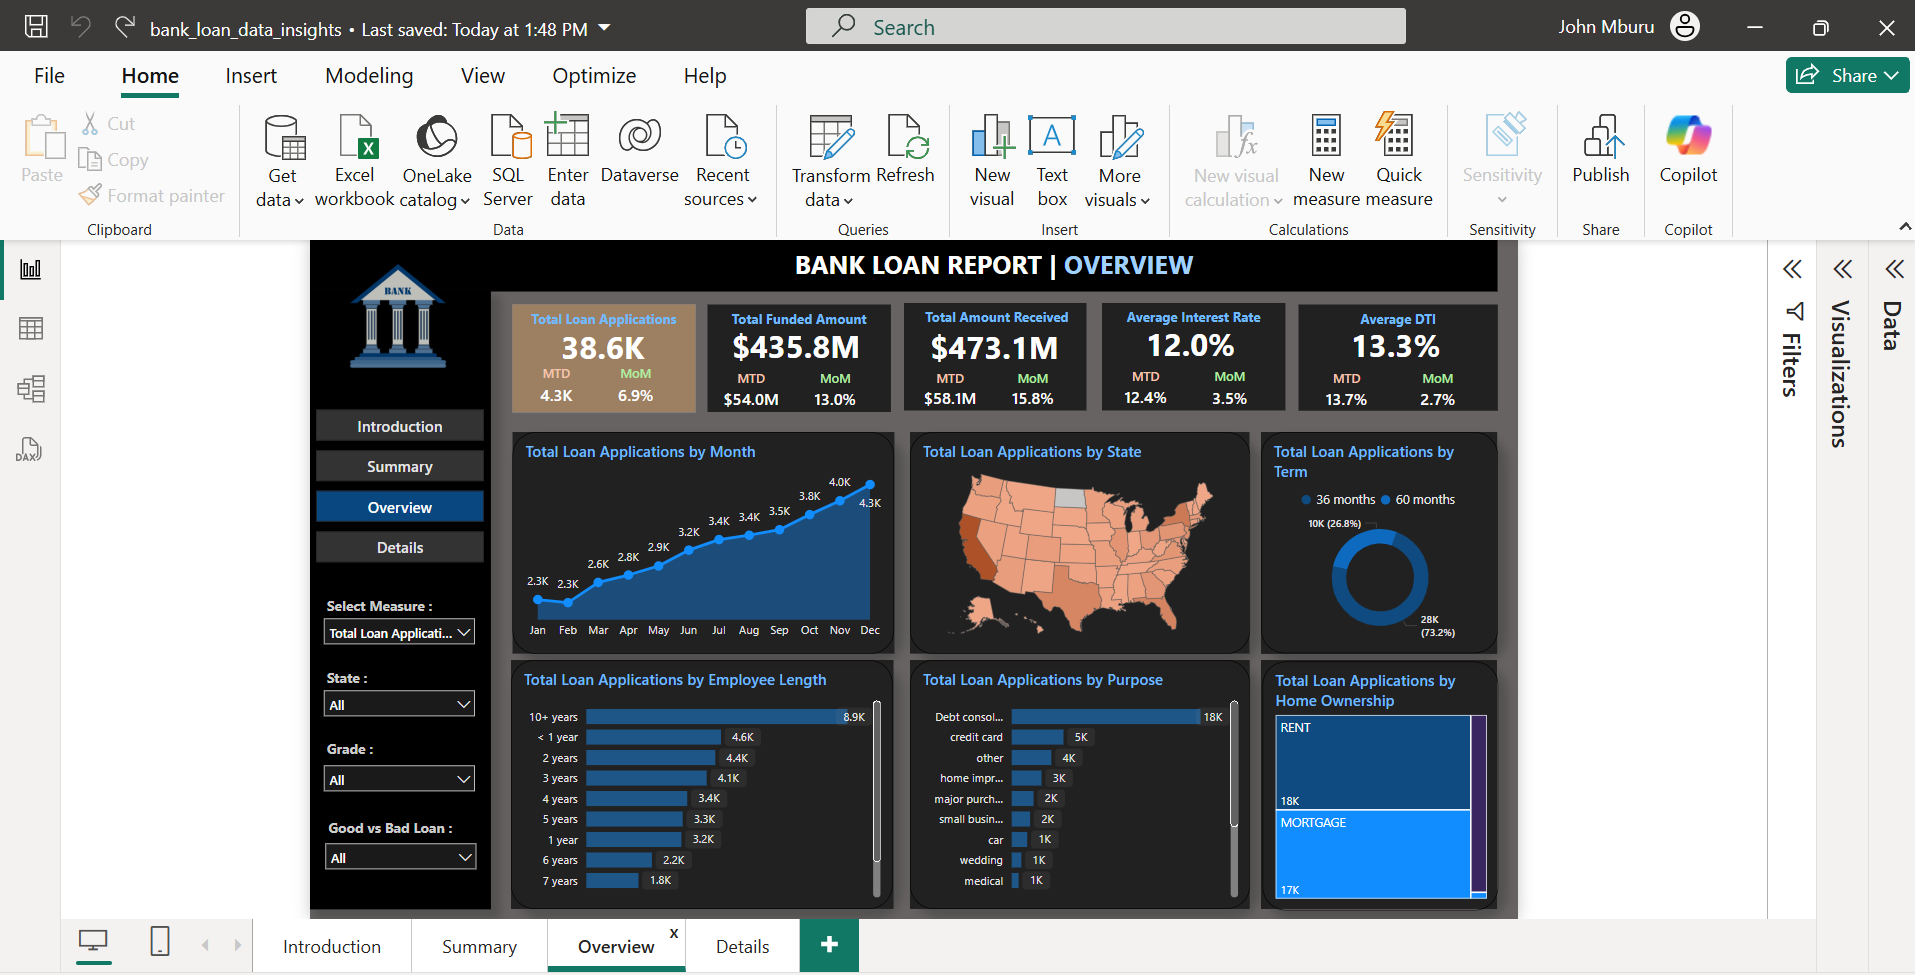 bank_loan_data_insights • Last saved: Today at 1:48 PM
Search
John Mburu
File Home Insert Modeling View Optimize Help
Share
Paste
Cut
Copy
Format painter
Clipboard
Get data
Excel workbook
OneLake catalog
SQL Server
Enter data
Dataverse
Recent sources
Data
Transform data
Refresh
Queries
New visual
A
Text box
More visuals
Insert
fx
New visual calculation
New measure
Quick measure
Calculations
Sensitivity
Sensitivity
Publish
Share
Copilot
Copilot
DAX
BANK
Introduction
Summary
Overview
Details
Select Measure :
Total Loan Applicati...
State :
All
Grade :
All
Good vs Bad Loan :
All
BANK LOAN REPORT | OVERVIEW
Total Loan Applications
38.6K
MTD MoM
4.3K 6.9%
Total Funded Amount
$435.8M
MTD MoM
$54.0M 13.0%
Total Amount Received
$473.1M
MTD MoM
$58.1M 15.8%
Average Interest Rate
12.0%
MTD MoM
12.4% 3.5%
Average DTI
13.3%
MTD MoM
13.7% 2.7%
Total Loan Applications by Month
2.3K 2.3K 2.6K 2.8K 2.9K 3.2K 3.4K 3.4K 3.5K 3.8K 4.0K 4.3K
Jan Feb Mar Apr May Jun Jul Aug Sep Oct Nov Dec
Total Loan Applications by State
Total Loan Applications by
Term
36 months 60 months
10K (26.8%)
28K
(73.2%)
Total Loan Applications by Employee Length
10+ years 8.9K
< 1 year 4.6K
2 years 4.4K
3 years 4.1K
4 years 3.4K
5 years 3.3K
1 year 3.2K
6 years 2.2K
7 years 1.8K
Total Loan Applications by Purpose
Debt consol... 18K
credit card 5K
other 4K
home impr... 3K
major purch... 2K
small busin... 2K
car 1K
wedding 1K
medical 1K
Total Loan Applications by
Home Ownership
RENT
18K
MORTGAGE
17K
Filters
Visualizations
Data
Introduction Summary Overview x Details +